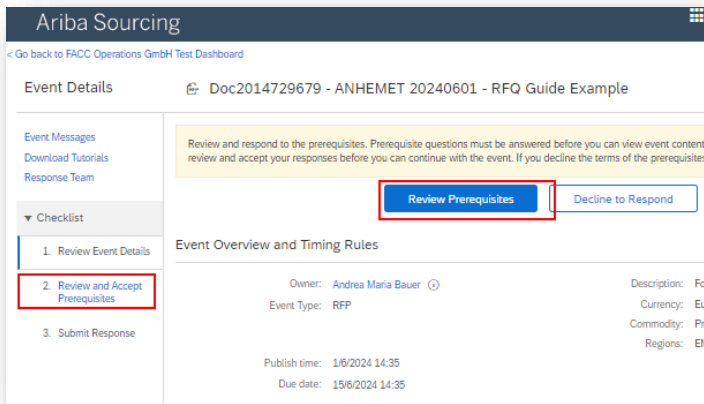 Ariba Sourcing
< Go back to FACC Operations GmbH Test Dashboard
Event Details
Doc2014729679 - ANHEMET 20240601 - RFQ Guide Example
Event Messages
Download Tutorials
Response Team
▼ Checklist
1. Review Event Details
2. Review and Accept
Prerequisites
3. Submit Response
Review and respond to the prerequisites. Prerequisite questions must be answered before you can view event content
review and accept your responses before you can continue with the event. If you decline the terms of the prerequisites
Review Prerequisites
Decline to Respond
Event Overview and Timing Rules
Owner: Andrea Maria Bauer
Event Type: RFP
Publish time: 1/6/2024 14:35
Due date: 15/6/2024 14:35
Description:
Currency:
Commodity:
Regions: